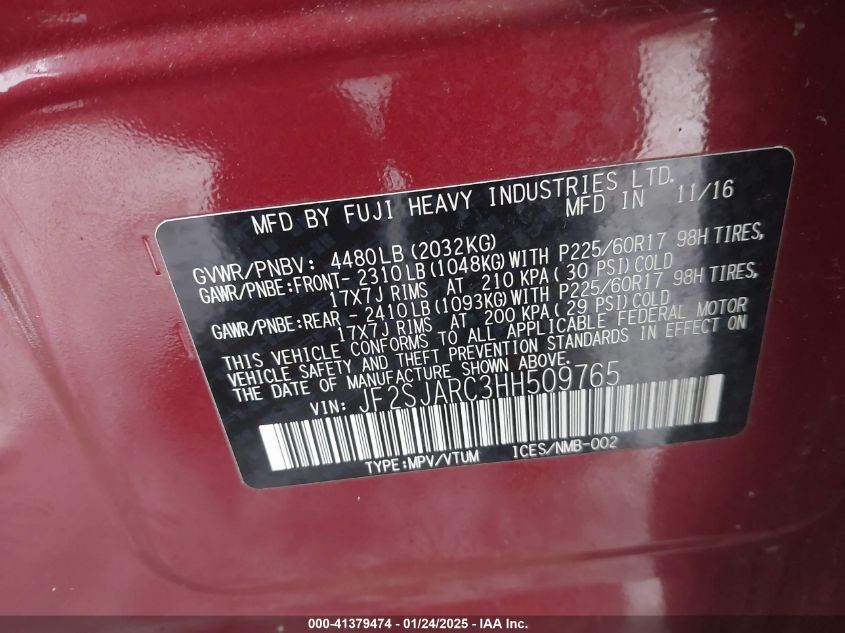 MFD BY FUJI HEAVY INDUSTRIES LTD.
MFD IN 11/16
GVWR/PNBV: 4480LB (2032KG)
GAWR/PNBE:FRONT- 2310LB (1048KG) WITH P225/60R17 98H TIRES,
17X7J RIMS AT 210 KPA (30 PSI) COLD
GAWR/PNBE:REAR - 2410LB (1093KG) WITH P225/60R17 98H TIRES,
17X7J RIMS AT 200 KPA (29 PSI) COLD
THIS VEHICLE CONFORMS TO ALL APPLICABLE FEDERAL MOTOR
VEHICLE SAFETY AND THEFT PREVENTION STANDARDS IN EFFECT ON
THE DATE OF MANUFACTURE SHOWN ABOVE.
VIN: JF2SJARC3HH509765
TYPE:MPV/VTUM ICES/NMB-002
000-41379474 - 01/24/2025 - IAA Inc.